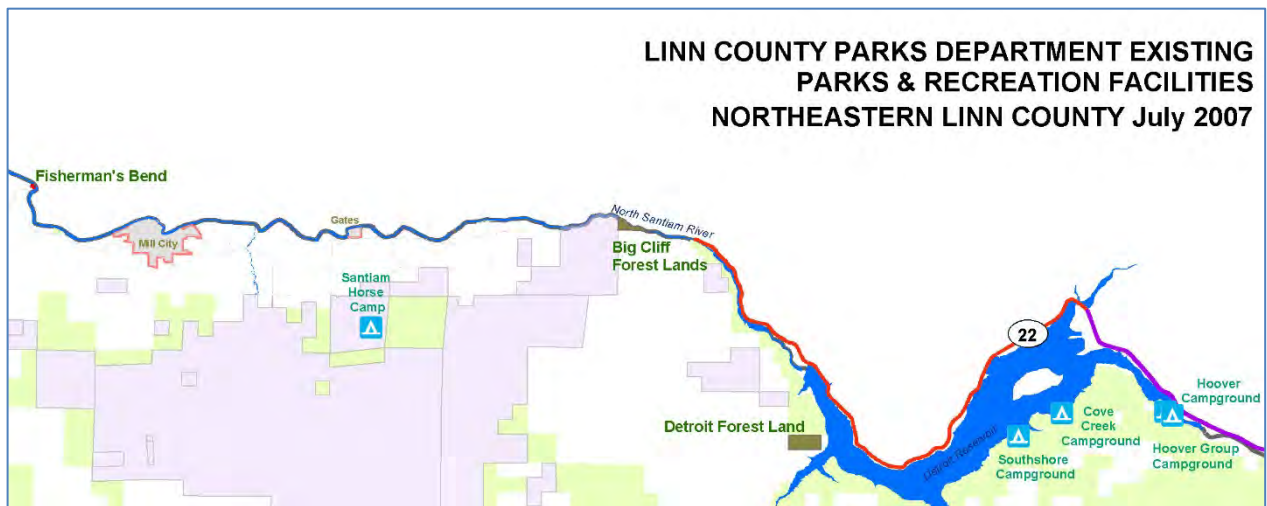 LINN COUNTY PARKS DEPARTMENT EXISTING
PARKS & RECREATION FACILITIES
NORTHEASTERN LINN COUNTY July 2007
Fisherman's Bend
Mill City
Gates
North Santiam River
Big Cliff
Forest Lands
Santiam
Horse
Camp
22
Detroit Forest Land
Detroit Reservoir
Southshore
Campground
Cove
Creek
Campground
Hoover
Campground
Hoover Group
Campground